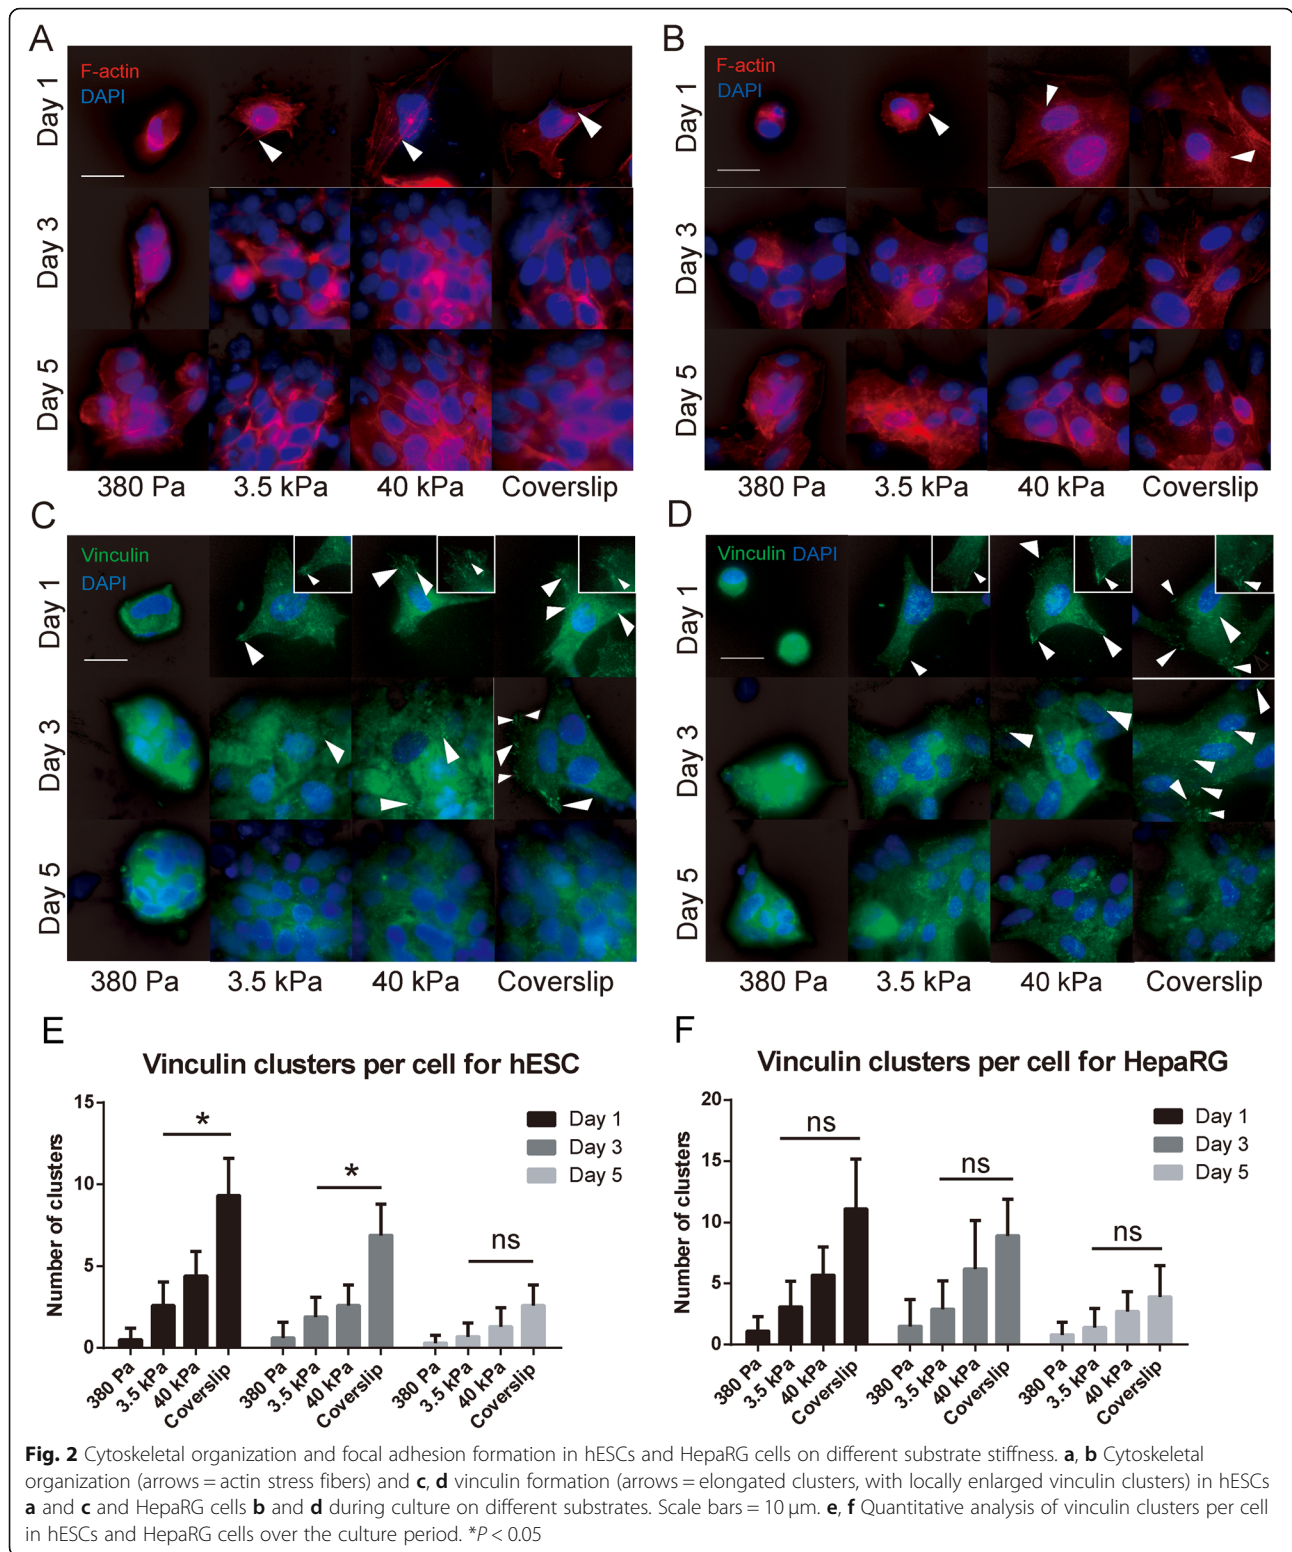 A
F-actin
DAPI
Day 1
Day 3
Day 5
380 Pa
3.5 kPa
40 kPa
Coverslip
B
F-actin
DAPI
Day 1
Day 3
Day 5
380 Pa
3.5 kPa
40 kPa
Coverslip
C
Vinculin
DAPI
Day 1
Day 3
Day 5
380 Pa
3.5 kPa
40 kPa
Coverslip
D
Vinculin DAPI
Day 1
Day 3
Day 5
380 Pa
3.5 kPa
40 kPa
Coverslip
E
Vinculin clusters per cell for hESC
Number of clusters
15
10
5
0
*
*
ns
Day 1
Day 3
Day 5
380 Pa
3.5 kPa
40 kPa
Coverslip
380 Pa
3.5 kPa
40 kPa
Coverslip
380 Pa
3.5 kPa
40 kPa
Coverslip
F
Vinculin clusters per cell for HepaRG
Number of clusters
20
15
10
5
0
ns
ns
ns
Day 1
Day 3
Day 5
380 Pa
3.5 kPa
40 kPa
Coverslip
380 Pa
3.5 kPa
40 kPa
Coverslip
380 Pa
3.5 kPa
40 kPa
Coverslip
Fig. 2 Cytoskeletal organization and focal adhesion formation in hESCs and HepaRG cells on different substrate stiffness. a, b Cytoskeletal
organization (arrows = actin stress fibers) and c, d vinculin formation (arrows = elongated clusters, with locally enlarged vinculin clusters) in hESCs
a and c and HepaRG cells b and d during culture on different substrates. Scale bars = 10 μm. e, f Quantitative analysis of vinculin clusters per cell
in hESCs and HepaRG cells over the culture period. *P < 0.05